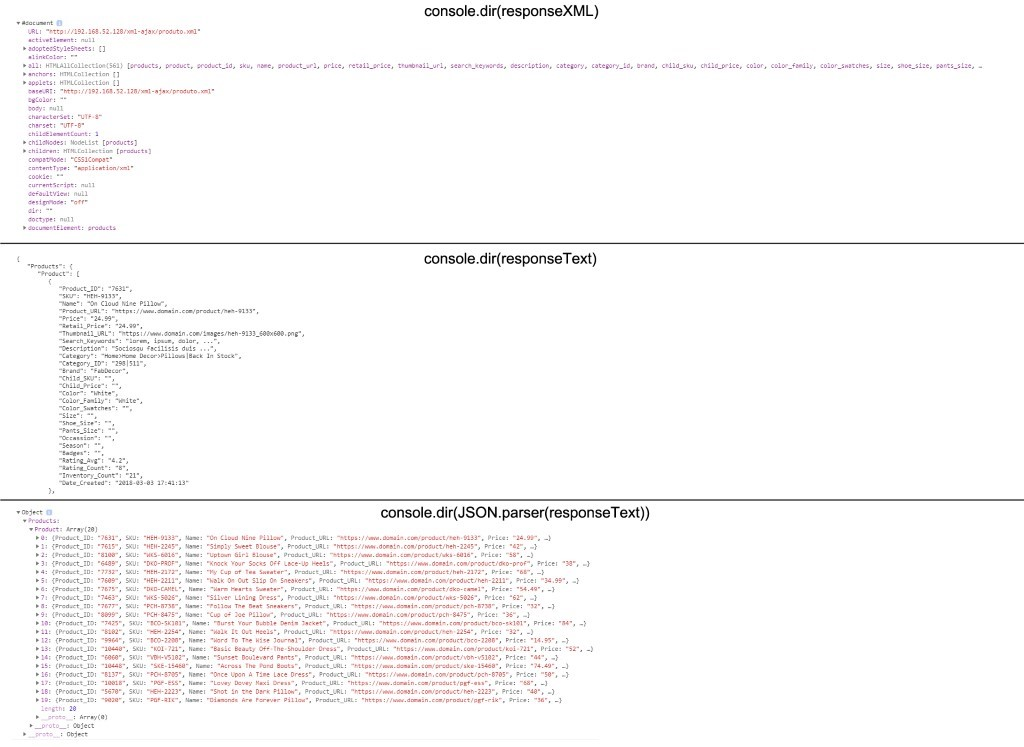 console.dir(responseXML)
▼ #document
URL: "http://192.168.52.128/xml-ajax/produto.xml"
activeElement: null
▶ adoptedStyleSheets: []
alinkColor: ""
▶ all: HTMLAllCollection(561) [products, product, product_id, sku, name, product_url, price, retail_price, thumbnail_url, search_keywords, description, category, category_id, brand, child_sku, child_price, color, color_family, color_swatches, size, shoe_size, pants_size, …
▶ anchors: HTMLCollection []
▶ applets: HTMLCollection []
baseURI: "http://192.168.52.128/xml-ajax/produto.xml"
bgColor: ""
body: null
characterSet: "UTF-8"
charset: "UTF-8"
childElementCount: 1
▶ childNodes: NodeList [products]
▶ children: HTMLCollection [products]
compatMode: "CSS1Compat"
contentType: "application/xml"
cookie: ""
currentScript: null
defaultView: null
designMode: "off"
dir: ""
doctype: null
▶ documentElement: products
console.dir(responseText)
{
"Products": {
"Product": [
{
"Product_ID": "7631",
"SKU": "HEH-9133",
"Name": "On Cloud Nine Pillow",
"Product_URL": "https://www.domain.com/product/heh-9133",
"Price": "24.99",
"Retail_Price": "24.99",
"Thumbnail_URL": "https://www.domain.com/images/heh-9133_600x600.png",
"Search_Keywords": "lorem, ipsum, dolor, ...",
"Description": "Sociosqu facilisis duis ...",
"Category": "Home>Home Decor>Pillows|Back In Stock",
"Category_ID": "298|511",
"Brand": "FabDecor",
"Child_SKU": "",
"Child_Price": "",
"Color": "White",
"Color_Family": "White",
"Color_Swatches": "",
"Size": "",
"Shoe_Size": "",
"Pants_Size": "",
"Occassion": "",
"Season": "",
"Badges": "",
"Rating_Avg": "4.2",
"Rating_Count": "8",
"Inventory_Count": "21",
"Date_Created": "2018-03-03 17:41:13"
},
console.dir(JSON.parser(responseText))
▼ Object
▼ Products:
▼ Product: Array(20)
▶ 0: {Product_ID: "7631", SKU: "HEH-9133", Name: "On Cloud Nine Pillow", Product_URL: "https://www.domain.com/product/heh-9133", Price: "24.99", …}
▶ 1: {Product_ID: "7615", SKU: "HEH-2245", Name: "Simply Sweet Blouse", Product_URL: "https://www.domain.com/product/heh-2245", Price: "42", …}
▶ 2: {Product_ID: "8100", SKU: "WKS-6016", Name: "Uptown Girl Blouse", Product_URL: "https://www.domain.com/product/wks-6016", Price: "58", …}
▶ 3: {Product_ID: "6489", SKU: "DKO-PROF", Name: "Knock Your Socks Off Lace-Up Heels", Product_URL: "https://www.domain.com/product/dko-prof", Price: "38", …}
▶ 4: {Product_ID: "7732", SKU: "HEH-2172", Name: "My Cup of Tea Sweater", Product_URL: "https://www.domain.com/product/heh-2172", Price: "68", …}
▶ 5: {Product_ID: "7609", SKU: "HEH-2211", Name: "Walk On Out Slip On Sneakers", Product_URL: "https://www.domain.com/product/heh-2211", Price: "34.99", …}
▶ 6: {Product_ID: "7675", SKU: "DKO-CAMEL", Name: "Warm Hearts Sweater", Product_URL: "https://www.domain.com/product/dko-camel", Price: "54.49", …}
▶ 7: {Product_ID: "7463", SKU: "WKS-5026", Name: "Silver Lining Dress", Product_URL: "https://www.domain.com/product/wks-5026", Price: "62", …}
▶ 8: {Product_ID: "7677", SKU: "PCH-8738", Name: "Follow The Beat Sneakers", Product_URL: "https://www.domain.com/product/pch-8738", Price: "32", …}
▶ 9: {Product_ID: "8099", SKU: "PCH-8475", Name: "Cup of Joe Pillow", Product_URL: "https://www.domain.com/product/pch-8475", Price: "36", …}
▶ 10: {Product_ID: "7425", SKU: "BCO-SK101", Name: "Burst Your Bubble Denim Jacket", Product_URL: "https://www.domain.com/product/bco-sk101", Price: "84", …}
▶ 11: {Product_ID: "8102", SKU: "HEH-2254", Name: "Walk It Out Heels", Product_URL: "https://www.domain.com/product/heh-2254", Price: "32", …}
▶ 12: {Product_ID: "9964", SKU: "BCO-2208", Name: "Word To The Wise Journal", Product_URL: "https://www.domain.com/product/bco-2208", Price: "14.95", …}
▶ 13: {Product_ID: "10440", SKU: "KOI-721", Name: "Basic Beauty Off-The-Shoulder Dress", Product_URL: "https://www.domain.com/product/koi-721", Price: "52", …}
▶ 14: {Product_ID: "6060", SKU: "VBH-V5102", Name: "Sunset Boulevard Pants", Product_URL: "https://www.domain.com/product/vbh-v5102", Price: "44", …}
▶ 15: {Product_ID: "10448", SKU: "SKE-15460", Name: "Across The Pond Boots", Product_URL: "https://www.domain.com/product/ske-15460", Price: "74.49", …}
▶ 16: {Product_ID: "8137", SKU: "PCH-8705", Name: "Once Upon A Time Lace Dress", Product_URL: "https://www.domain.com/product/pch-8705", Price: "50", …}
▶ 17: {Product_ID: "10018", SKU: "PGF-ESS", Name: "Lovey Dovey Maxi Dress", Product_URL: "https://www.domain.com/product/pgf-ess", Price: "68", …}
▶ 18: {Product_ID: "5670", SKU: "HEH-2223", Name: "Shot in the Dark Pillow", Product_URL: "https://www.domain.com/product/heh-2223", Price: "40", …}
▶ 19: {Product_ID: "9020", SKU: "PGF-RIK", Name: "Diamonds Are Forever Pillow", Product_URL: "https://www.domain.com/product/pgf-rik", Price: "36", …}
length: 20
▶ __proto__: Array(0)
▶ __proto__: Object
▶ __proto__: Object